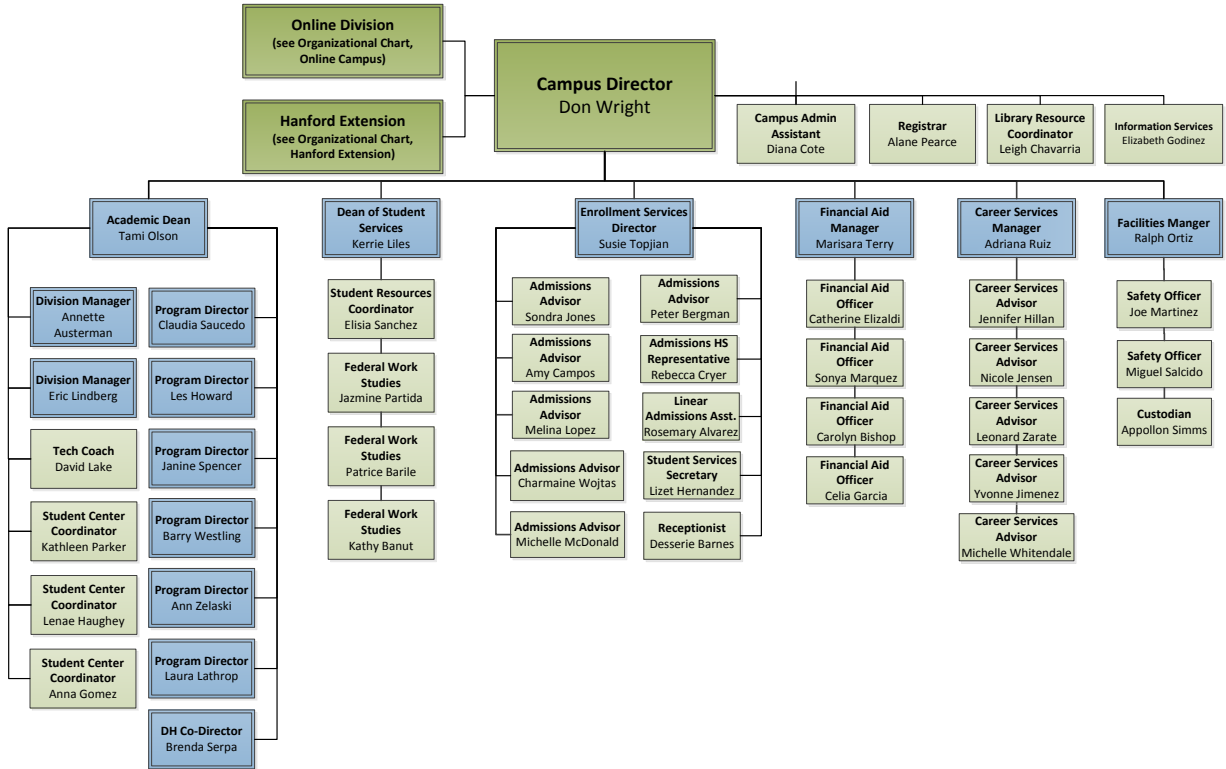 Online Division
(see Organizational Chart,
Online Campus)
Campus Director
Don Wright
Hanford Extension
(see Organizational Chart,
Hanford Extension)
Campus Admin
Assistant
Diana Cote
Registrar
Alane Pearce
Library Resource
Coordinator
Leigh Chavarria
Information Services
Elizabeth Godinez
Academic Dean
Tami Olson
Dean of Student
Services
Kerrie Liles
Enrollment Services
Director
Susie Topjian
Financial Aid
Manager
Marisara Terry
Career Services
Manager
Adriana Ruiz
Facilities Manger
Ralph Ortiz
Division Manager
Annette
Austerman
Division Manager
Eric Lindberg
Tech Coach
David Lake
Student Center
Coordinator
Kathleen Parker
Student Center
Coordinator
Lenae Haughey
Student Center
Coordinator
Anna Gomez
Program Director
Claudia Saucedo
Program Director
Les Howard
Program Director
Janine Spencer
Program Director
Barry Westling
Program Director
Ann Zelaski
Program Director
Laura Lathrop
DH Co-Director
Brenda Serpa
Student Resources
Coordinator
Elisia Sanchez
Federal Work
Studies
Jazmine Partida
Federal Work
Studies
Patrice Barile
Federal Work
Studies
Kathy Banut
Admissions
Advisor
Sondra Jones
Admissions
Advisor
Amy Campos
Admissions
Advisor
Melina Lopez
Admissions Advisor
Charmaine Wojtas
Admissions Advisor
Michelle McDonald
Admissions
Advisor
Peter Bergman
Admissions HS
Representative
Rebecca Cryer
Linear
Admissions Asst.
Rosemary Alvarez
Student Services
Secretary
Lizet Hernandez
Receptionist
Desserie Barnes
Financial Aid
Officer
Catherine Elizaldi
Financial Aid
Officer
Sonya Marquez
Financial Aid
Officer
Carolyn Bishop
Financial Aid
Officer
Celia Garcia
Career Services
Advisor
Jennifer Hillan
Career Services
Advisor
Nicole Jensen
Career Services
Advisor
Leonard Zarate
Career Services
Advisor
Yvonne Jimenez
Career Services
Advisor
Michelle Whitendale
Safety Officer
Joe Martinez
Safety Officer
Miguel Salcido
Custodian
Appollon Simms